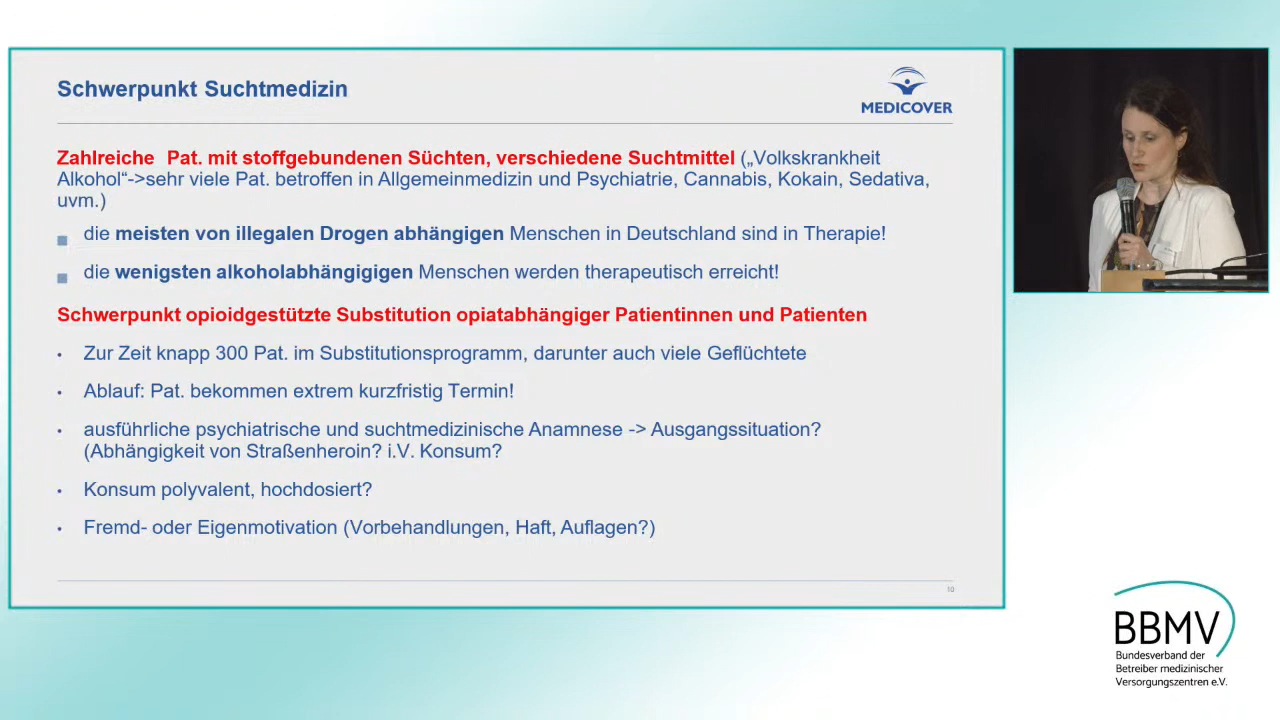 Schwerpunkt Suchtmedizin
MEDICOVER
Zahlreiche Pat. mit stoffgebundenen Süchten, verschiedene Suchtmittel („Volkskrankheit
Alkohol“->sehr viele Pat. betroffen in Allgemeinmedizin und Psychiatrie, Cannabis, Kokain, Sedativa,
uvm.)
die meisten von illegalen Drogen abhängigen Menschen in Deutschland sind in Therapie!
die wenigsten alkoholabhängigigen Menschen werden therapeutisch erreicht!
Schwerpunkt opioidgestützte Substitution opiatabhängiger Patientinnen und Patienten
• Zur Zeit knapp 300 Pat. im Substitutionsprogramm, darunter auch viele Geflüchtete
• Ablauf: Pat. bekommen extrem kurzfristig Termin!
• ausführliche psychiatrische und suchtmedizinische Anamnese -> Ausgangssituation?
(Abhängigkeit von Straßenheroin? i.V. Konsum?
• Konsum polyvalent, hochdosiert?
• Fremd- oder Eigenmotivation (Vorbehandlungen, Haft, Auflagen?)
10
BBMV
Bundesverband der
Betreiber medizinischer
Versorgungszentren e.V.